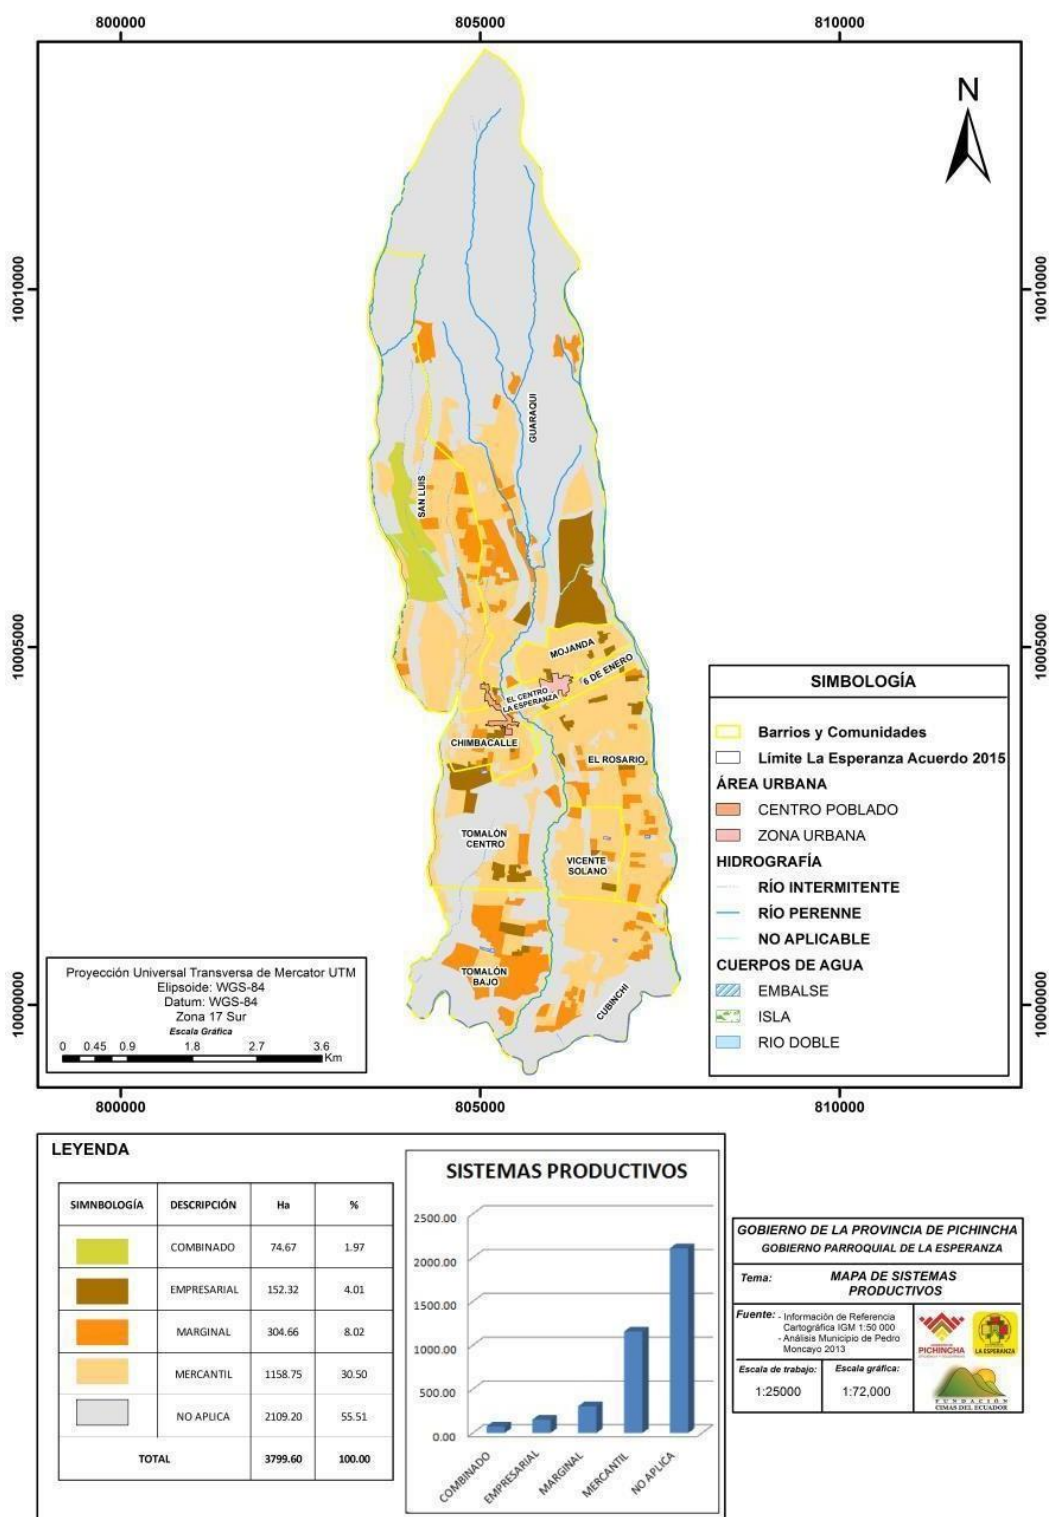 800000
805000
810000
N
10010000
10010000
GUARAQUI
SAN LUIS
10005000
10005000
MOJANDA
6 DE ENERO
EL CENTRO
LA ESPERANZA
CHIMBACALLE
EL ROSARIO
TOMALÓN
CENTRO
VICENTE
SOLANO
TOMALÓN
BAJO
CUBINCHI
10000000
10000000
SIMBOLOGÍA
Barrios y Comunidades
Límite La Esperanza Acuerdo 2015
ÁREA URBANA
CENTRO POBLADO
ZONA URBANA
HIDROGRAFÍA
RÍO INTERMITENTE
RÍO PERENNE
NO APLICABLE
CUERPOS DE AGUA
EMBALSE
ISLA
RIO DOBLE
Proyección Universal Transversa de Mercator UTM
Elipsoide: WGS-84
Datum: WGS-84
Zona 17 Sur
Escala Gráfica
0 0.45 0.9 1.8 2.7 3.6
Km
800000
805000
810000
LEYENDA
SIMNBOLOGÍA DESCRIPCIÓN Ha %
COMBINADO 74.67 1.97
EMPRESARIAL 152.32 4.01
MARGINAL 304.66 8.02
MERCANTIL 1158.75 30.50
NO APLICA 2109.20 55.51
TOTAL 3799.60 100.00
SISTEMAS PRODUCTIVOS
2500.00
2000.00
1500.00
1000.00
500.00
0.00
COMBINADO
EMPRESARIAL
MARGINAL
MERCANTIL
NO APLICA
GOBIERNO DE LA PROVINCIA DE PICHINCHA
GOBIERNO PARROQUIAL DE LA ESPERANZA
Tema: MAPA DE SISTEMAS
PRODUCTIVOS
Fuente: - Información de Referencia
Cartográfica IGM 1:50 000
- Análisis Municipio de Pedro
Moncayo 2013
PICHINCHA
LA ESPERANZA
Escala de trabajo:
1:25000
Escala gráfica:
1:72,000
FUNDACIÓN
CIMAS DEL ECUADOR